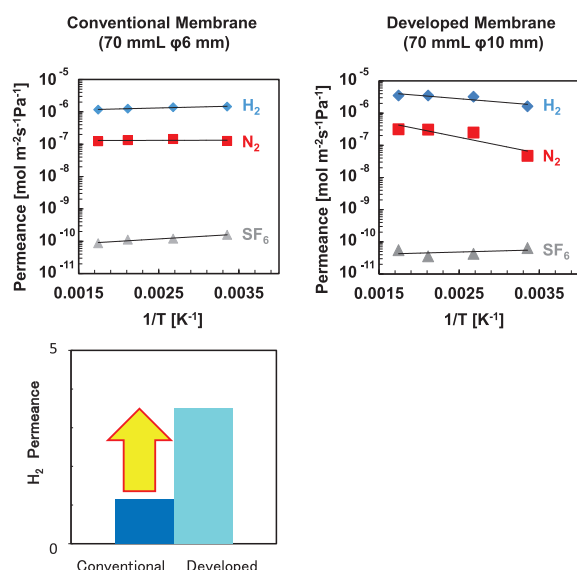 Conventional Membrane
(70 mmL φ6 mm)
Permeance [mol m⁻²s⁻¹Pa⁻¹]
10⁻⁵
10⁻⁶
10⁻⁷
10⁻⁸
10⁻⁹
10⁻¹⁰
10⁻¹¹
H₂
N₂
SF₆
0.0015 0.0025 0.0035
1/T [K⁻¹]
Developed Membrane
(70 mmL φ10 mm)
Permeance [mol m⁻²s⁻¹Pa⁻¹]
10⁻⁵
10⁻⁶
10⁻⁷
10⁻⁸
10⁻⁹
10⁻¹⁰
10⁻¹¹
H₂
N₂
SF₆
0.0015 0.0025 0.0035
1/T [K⁻¹]
H₂ Permeance
5
0
Conventional Developed